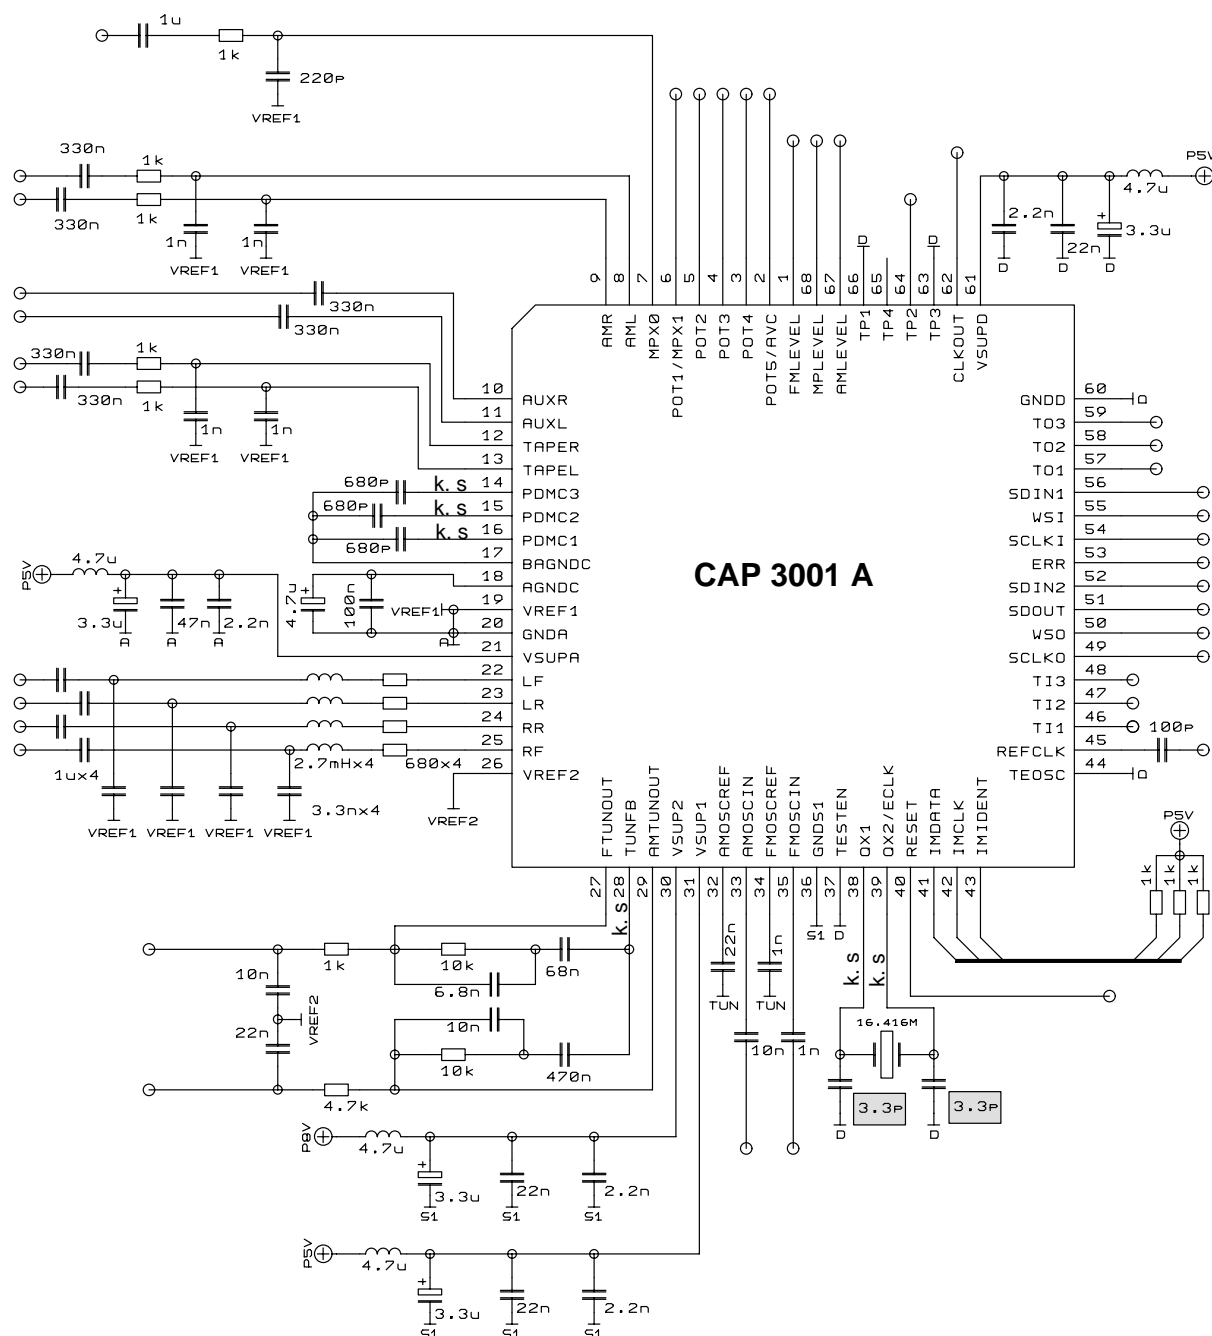 1u
1k
220p
VREF1
330n
1k
330n
1k
1n
1n
VREF1
VREF1
330n
330n
330n
1k
330n
1k
1n
1n
VREF1
VREF1
P5V
4.7u
2.2n
22n
3.3u
D
D
D
D
D
9
8
7
6
5
4
3
2
1
68
67
66
65
64
63
62
61
AMR
AML
MPX0
POT1/MPX1
POT2
POT3
POT4
POT5/AVC
FMLEVEL
MPLEVEL
AMLEVEL
TP1
TP4
TP2
TP3
CLKOUT
VSUPD
10 AUXR
11 AUXL
12 TAPER
13 TAPEL
14 PDMC3
15 PDMC2
16 PDMC1
17 BAGNDC
18 AGNDC
19 VREF1
20 GNDA
21 VSUPA
22 LF
23 LR
24 RR
25 RF
26 VREF2
680p k. s
680p k. s
680p k. s
P5V
4.7u
3.3u
47n
2.2n
A
A
A
4.7u
100n
VREF1
A
1ux4
2.7mHx4
680x4
3.3nx4
VREF1
VREF1
VREF1
VREF1
VREF2
CAP 3001 A
GNDD 60
D
TO3 59
TO2 58
TO1 57
SDIN1 56
WSI 55
SCLKI 54
ERR 53
SDIN2 52
SDOUT 51
WSO 50
SCLKO 49
TI3 48
TI2 47
TI1 46
REFCLK 45
TEOSC 44
100p
D
FTUNOUT
TUNFB
AMTUNOUT
VSUP2
VSUP1
AMOSCREF
AMOSCIN
FMOSCREF
FMOSCIN
GNDS1
TESTEN
QX1
QX2/ECLK
RESET
IMDATA
IMCLK
IMIDENT
27
28
29
30
31
32
33
34
35
36
37
38
39
40
41
42
43
P5V
1k
1k
1k
k. s
S1
D
k. s
k. s
22n
1n
TUN
TUN
10n
1n
16.416M
3.3p
3.3p
D
D
1k
10k
68n
6.8n
10n
VREF2
22n
10n
10k
470n
4.7k
P8V
4.7u
3.3u
22n
2.2n
S1
S1
S1
P5V
4.7u
3.3u
22n
2.2n
S1
S1
S1